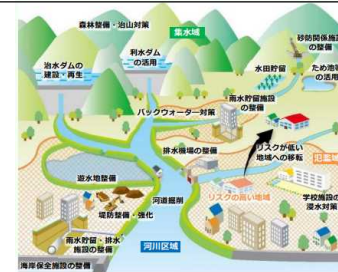 森林整備・治山対策
集水域
砂防関係施設
の整備
治水ダムの
建設・再生
利水ダム
の活用
水田貯留
ため池等
の活用
雨水貯留施設
の整備
バックウォーター対策
リスクが低い
地域への移転
排水機場の整備
氾濫域
遊水地整備
河道掘削
リスクの高い地域
学校施設の
浸水対策
堤防整備・強化
雨水貯留・排水
施設の整備
河川区域
海岸保全施設の整備